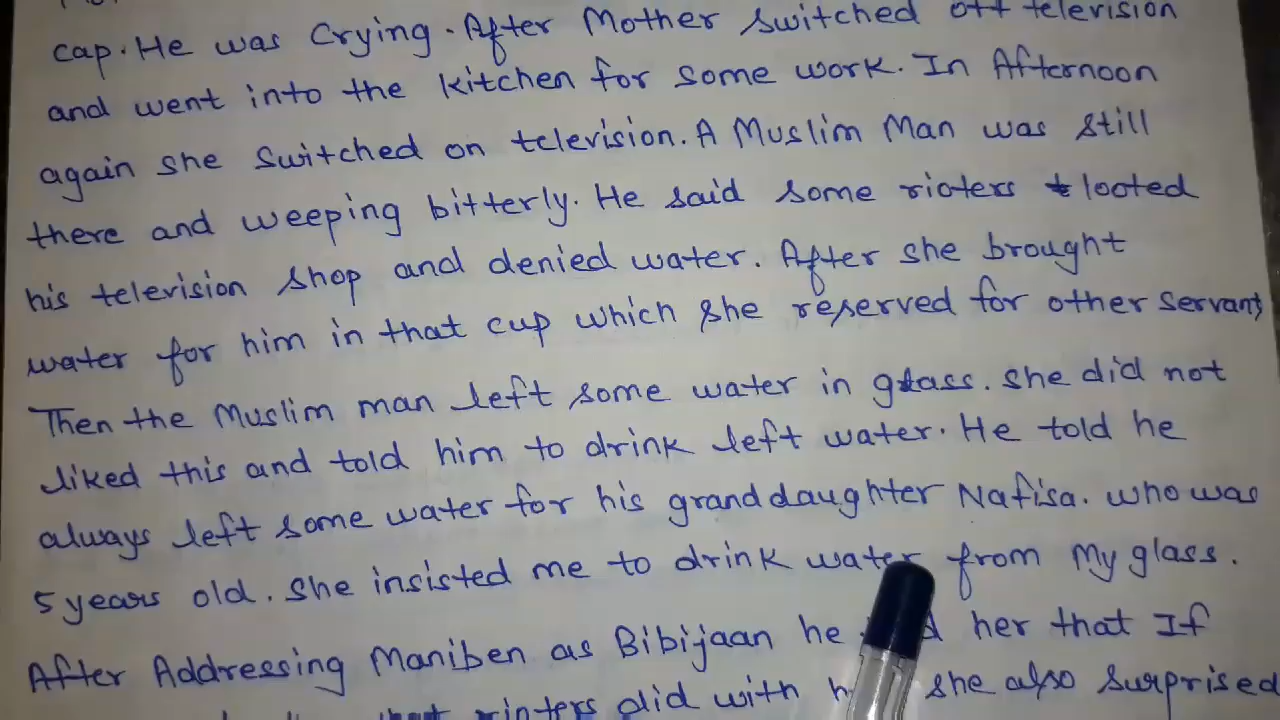 cap. He was Crying. After Mother switched off television
and went into the kitchen for some work. In Afternoon
again she switched on television. A Muslim Man was still
there and weeping bitterly. He said some rioters looted
his television shop and denied water. After she brought
water for him in that cup which she reserved for other servant
Then the Muslim man left some water in glass. She did not
liked this and told him to drink left water. He told he
always left some water for his granddaughter Nafisa. who was
5 years old. She insisted me to drink water from My glass.
After Addressing Maniben as Bibijaan he her that If
did with she also surprised